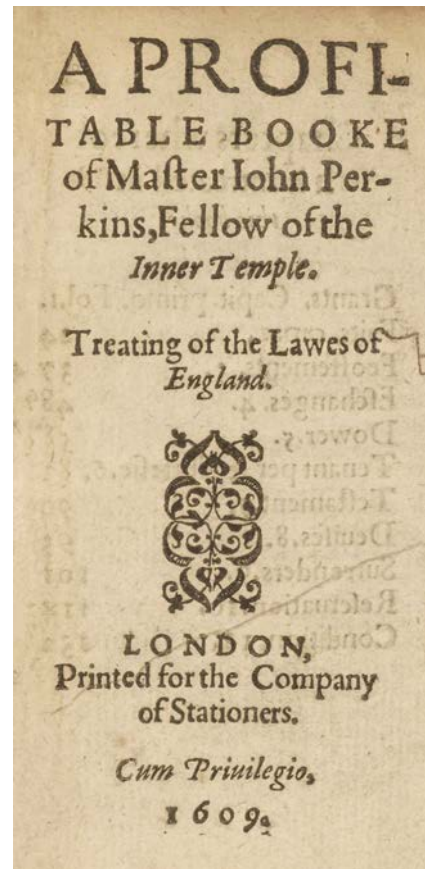 A PROFI-
TABLE BOOKE
of Maſter Iohn Per-
kins, Fellow of the
Inner Temple.
Treating of the Lawes of
England.
LONDON,
Printed for the Company
of Stationers.
Cum Priuilegio,
1609.